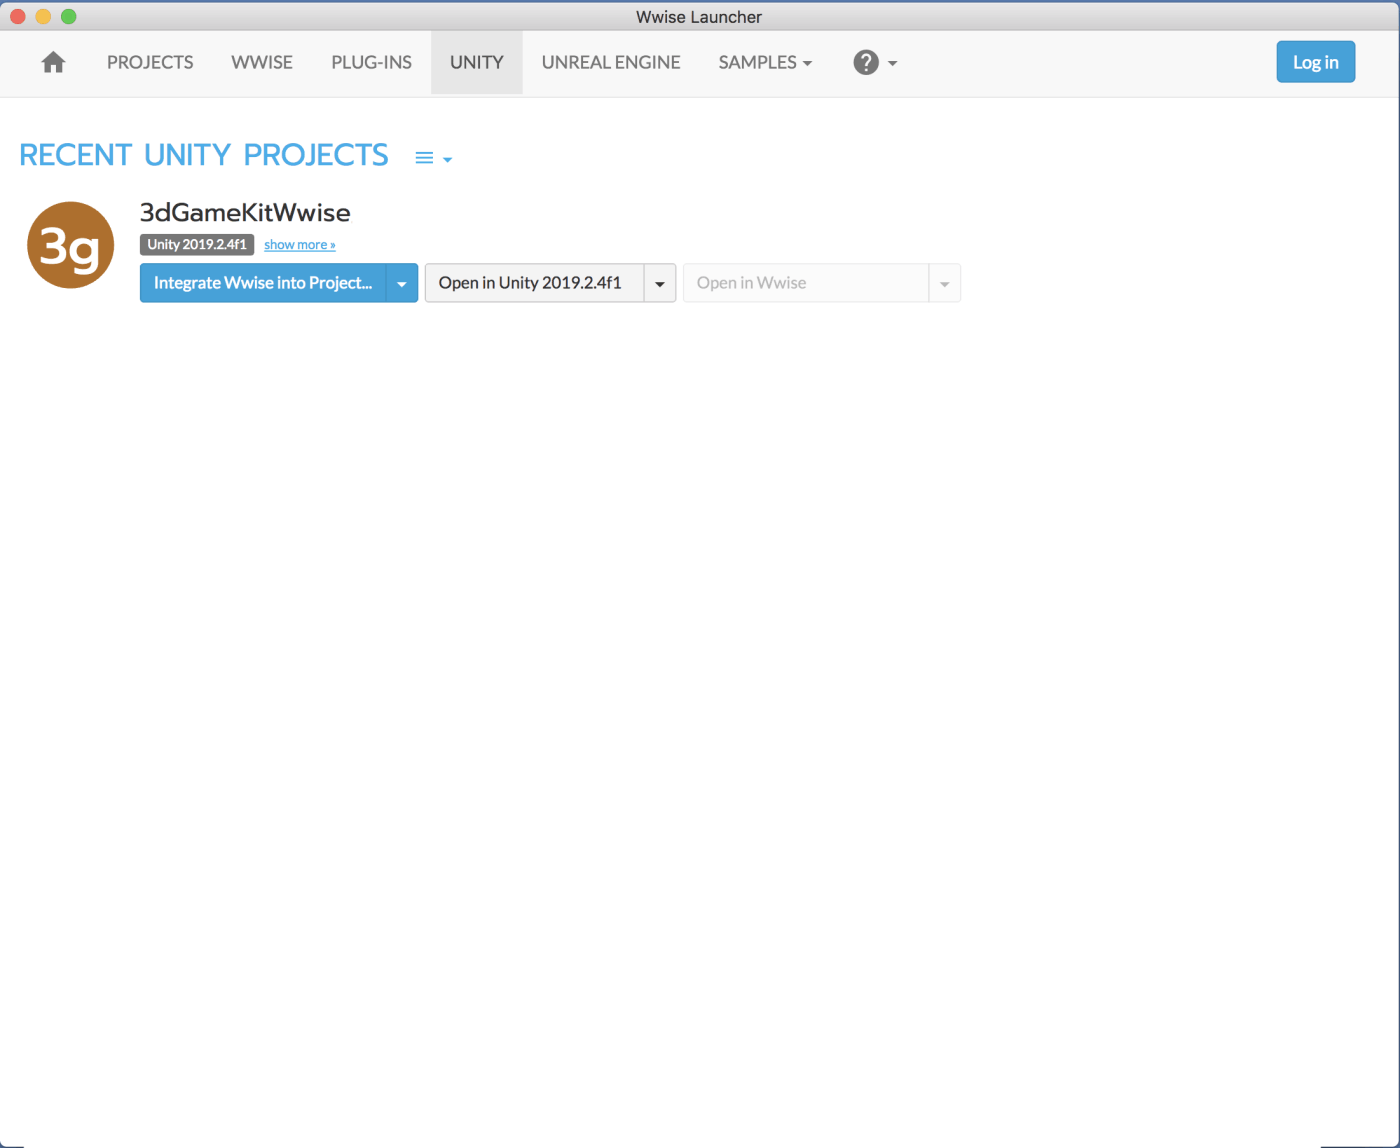 Wwise Launcher
PROJECTS WWISE PLUG-INS UNITY UNREAL ENGINE SAMPLES ? Log in
RECENT UNITY PROJECTS
3g
3dGameKitWwise
Unity 2019.2.4f1 show more »
Integrate Wwise into Project... Open in Unity 2019.2.4f1 Open in Wwise